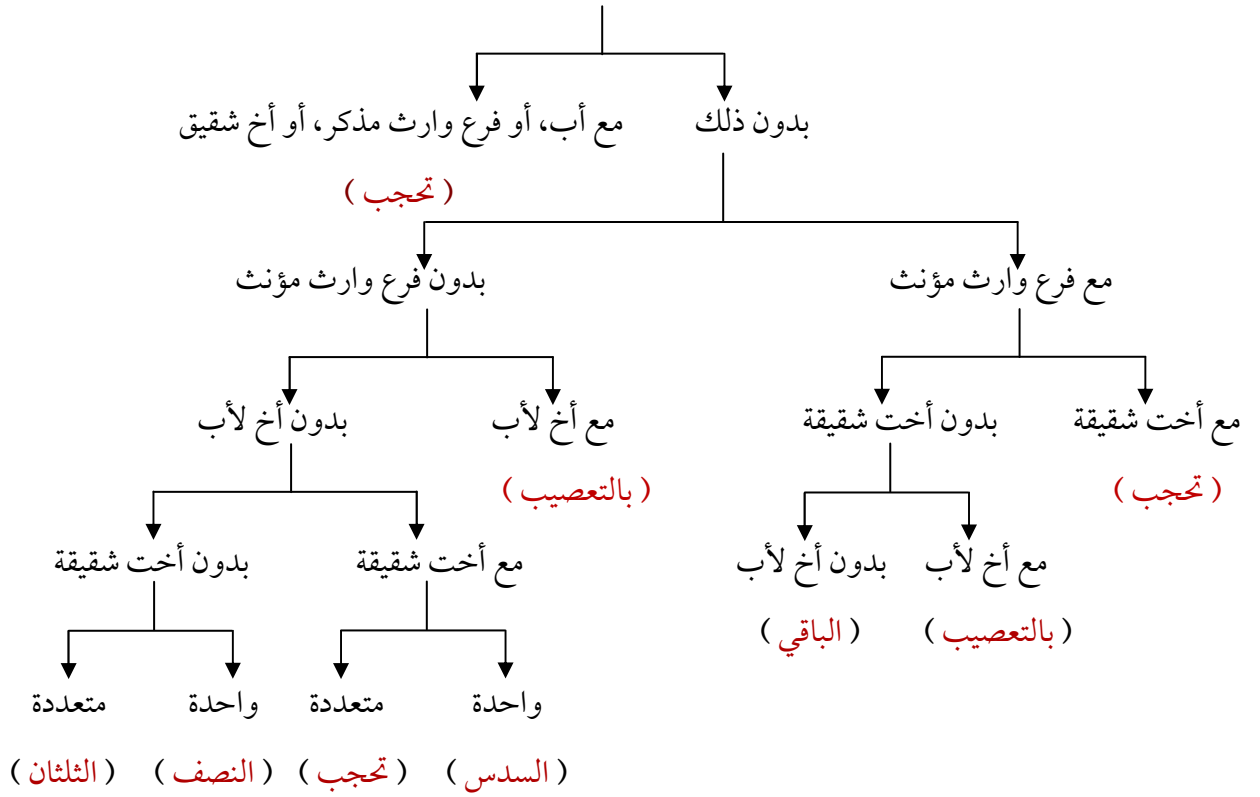 بدون ذلك    مع أب، أو فرع وارث مذكر، أو أخ شقيق
( تحجب )
مع فرع وارث مؤنث    بدون فرع وارث مؤنث
مع أخت شقيقة    بدون أخت شقيقة    مع أخ لأب    بدون أخ لأب
( تحجب )    ( بالتعصيب )
مع أخ لأب    بدون أخ لأب    مع أخت شقيقة    بدون أخت شقيقة
( بالتعصيب )    ( الباقي )
واحدة    متعددة    واحدة    متعددة
( السدس )    ( تحجب )    ( النصف )    ( الثلثان )